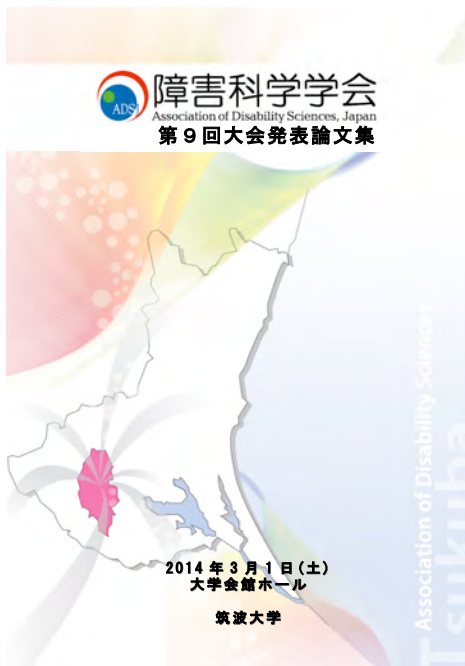 ADSJ
障害科学学会
Association of Disability Sciences, Japan
第９回大会発表論文集
Association of Disability Sciences
Tsukuba
2014 年 3 月 1 日(土)
大学会館ホール
筑波大学